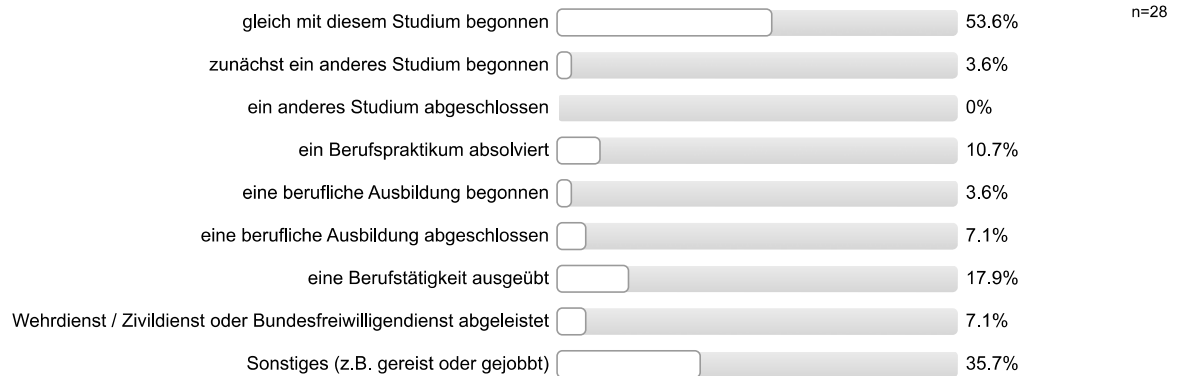 gleich mit diesem Studium begonnen 53.6% n=28
zunächst ein anderes Studium begonnen 3.6%
ein anderes Studium abgeschlossen 0%
ein Berufspraktikum absolviert 10.7%
eine berufliche Ausbildung begonnen 3.6%
eine berufliche Ausbildung abgeschlossen 7.1%
eine Berufstätigkeit ausgeübt 17.9%
Wehrdienst / Zivildienst oder Bundesfreiwilligendienst abgeleistet 7.1%
Sonstiges (z.B. gereist oder gejobbt) 35.7%